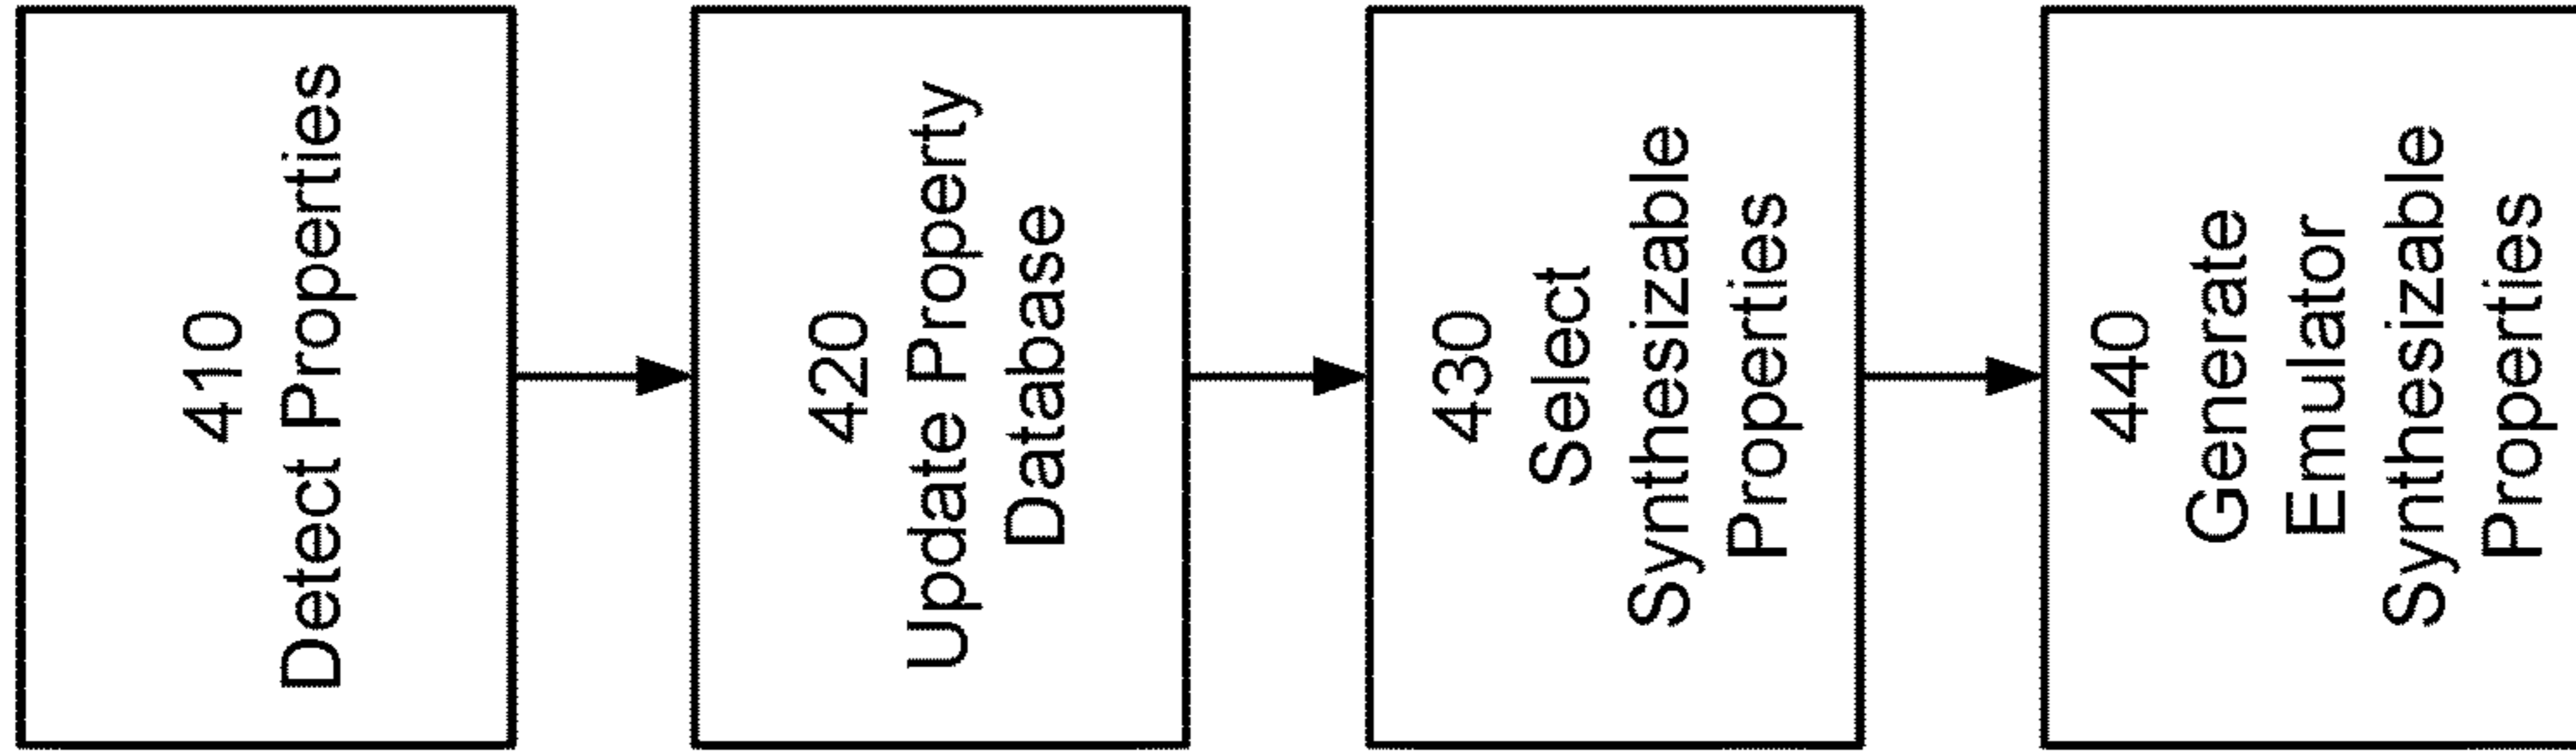 410
Detect Properties
420
Update Property
Database
430
Select
Synthesizable
Properties
440
Generate
Emulator
Synthesizable
Properties